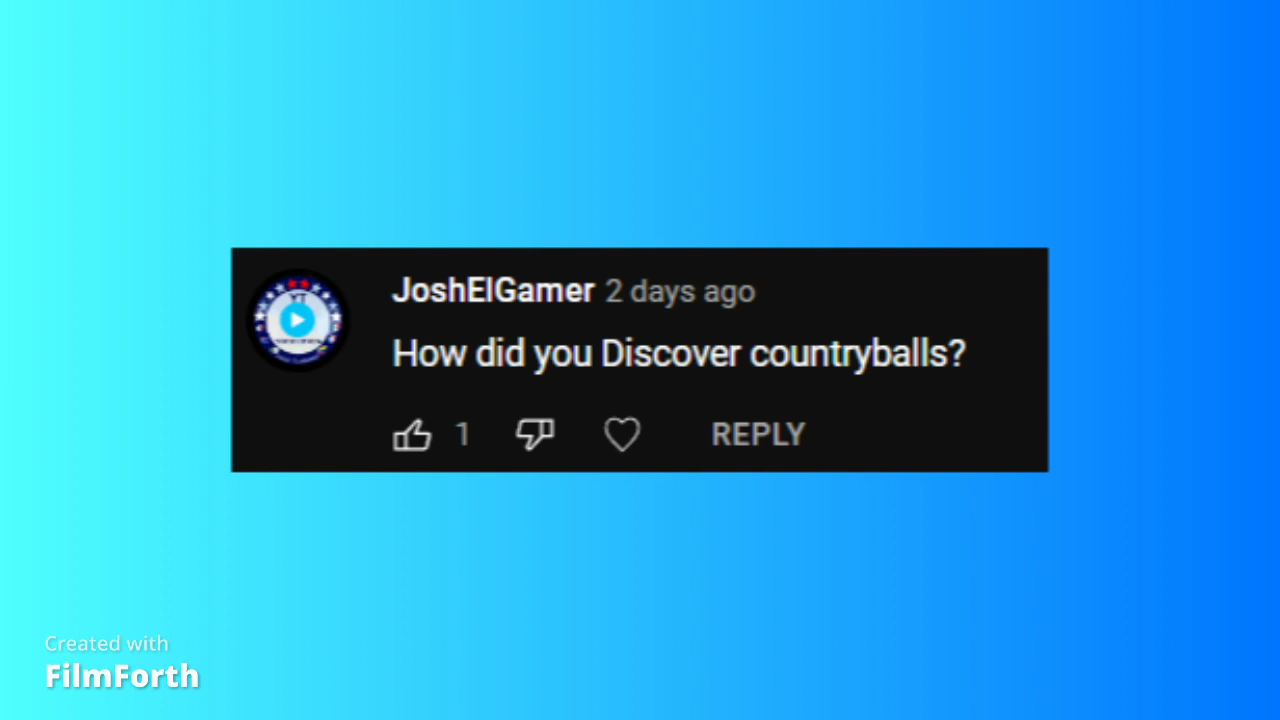 JoshElGamer 2 days ago
How did you Discover countryballs?
1 REPLY
Created with
FilmForth